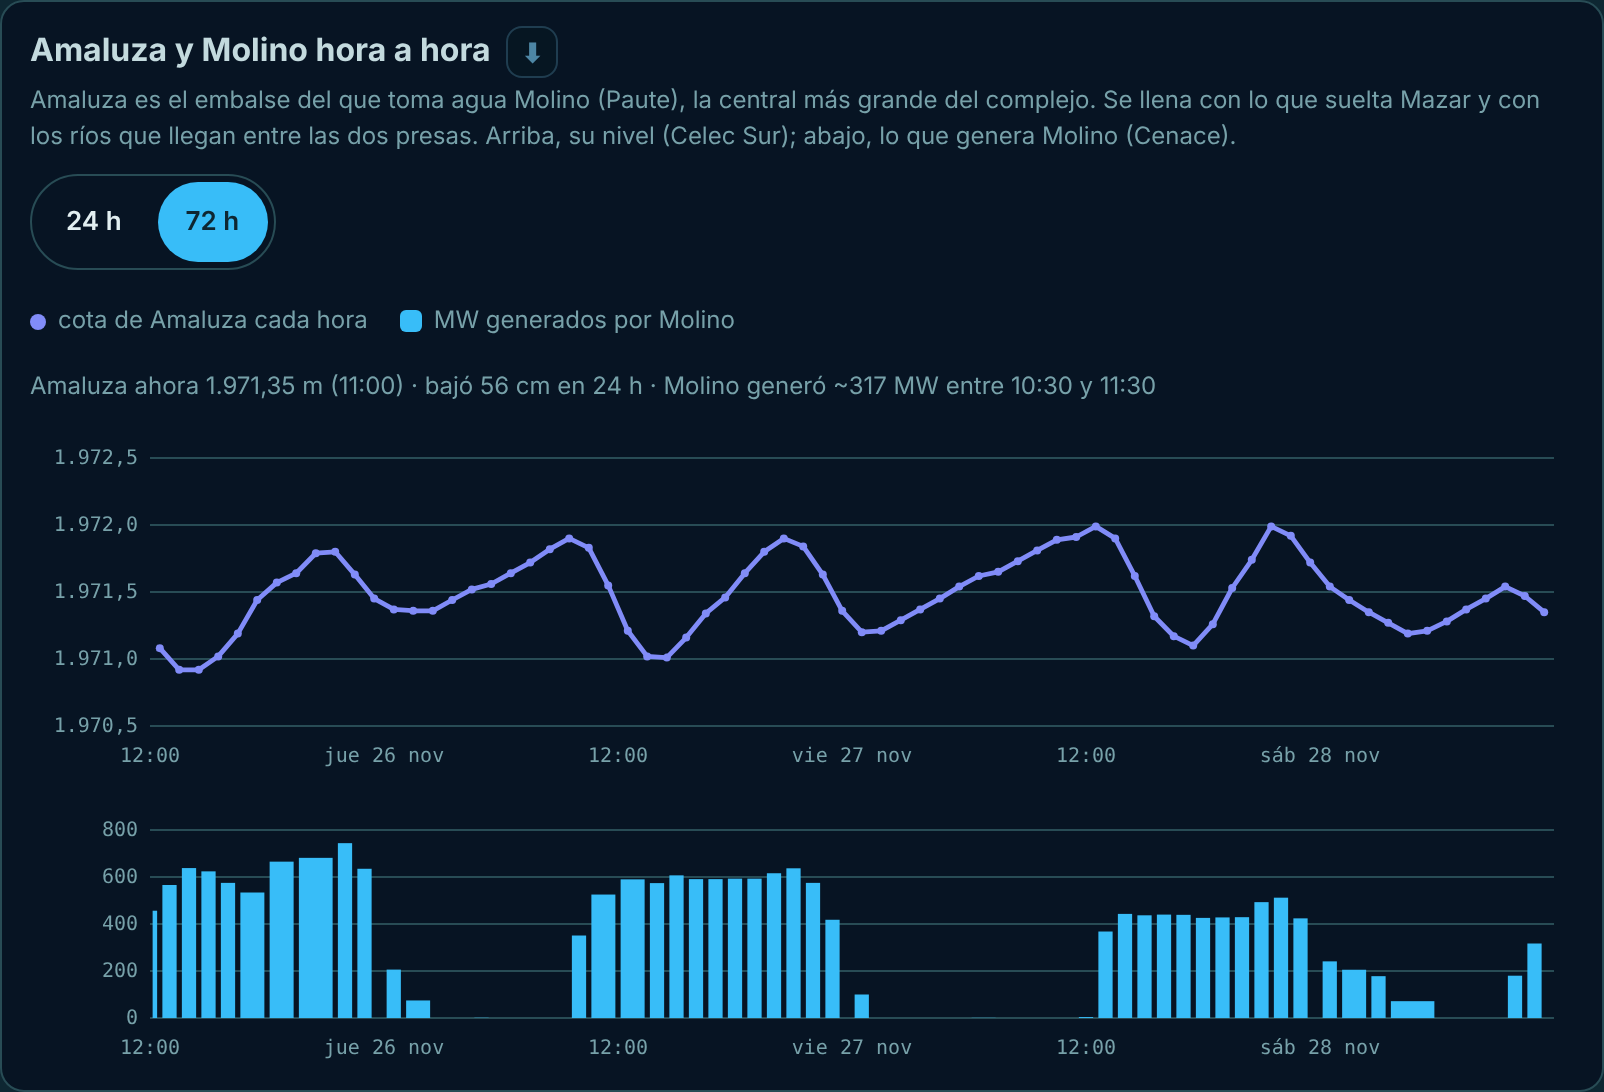 Amaluza y Molino hora a hora
Amaluza es el embalse del que toma agua Molino (Paute), la central más grande del complejo. Se llena con lo que suelta Mazar y con
los ríos que llegan entre las dos presas. Arriba, su nivel (Celec Sur); abajo, lo que genera Molino (Cenace).
24 h 72 h
cota de Amaluza cada hora MW generados por Molino
Amaluza ahora 1.971,35 m (11:00) · bajó 56 cm en 24 h · Molino generó ~317 MW entre 10:30 y 11:30
1.972,5
1.972,0
1.971,5
1.971,0
1.970,5
12:00 jue 26 nov 12:00 vie 27 nov 12:00 sáb 28 nov
800
600
400
200
0
12:00 jue 26 nov 12:00 vie 27 nov 12:00 sáb 28 nov